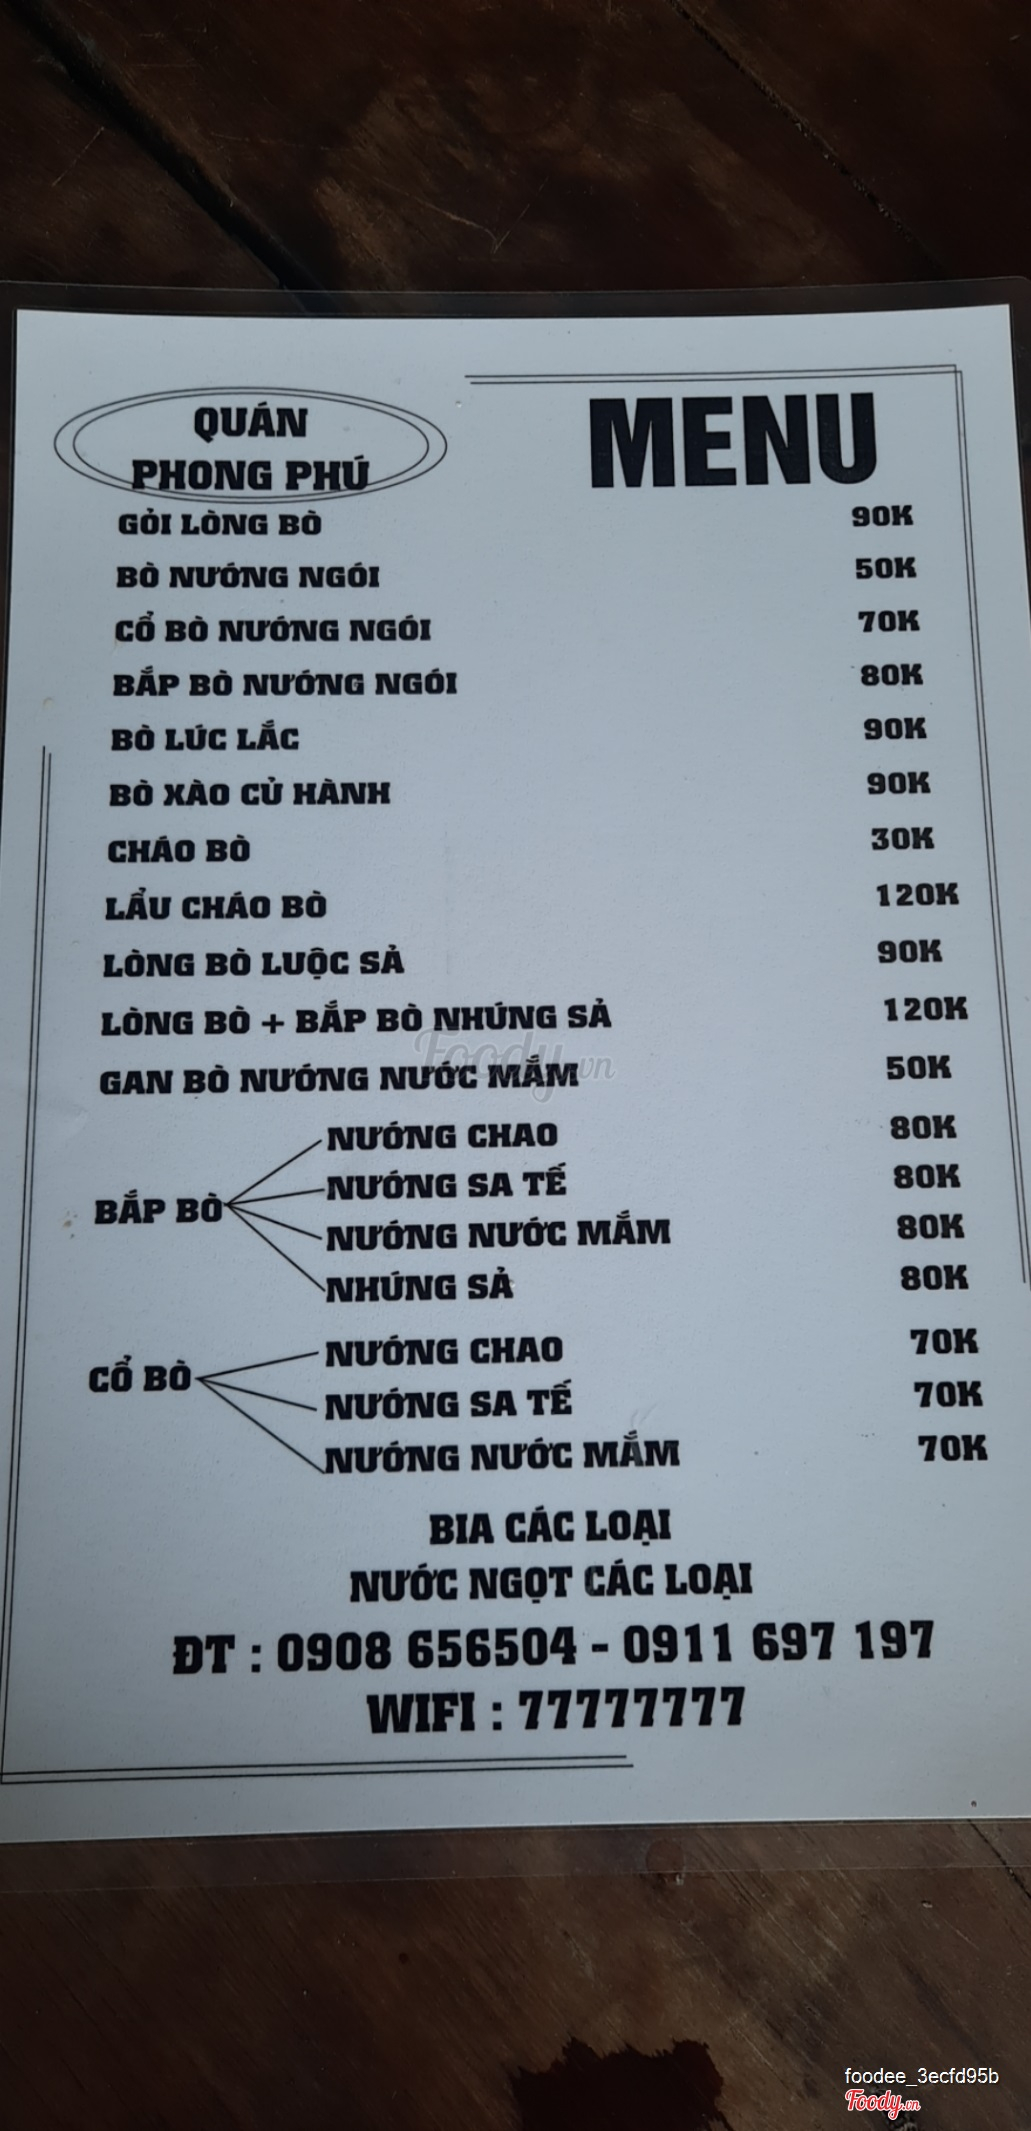 QUÁN
PHONG PHÚ
MENU
GỎI LÒNG BÒ 90K
BÒ NƯỚNG NGÓI 50K
CỔ BÒ NƯỚNG NGÓI 70K
BẮP BÒ NƯỚNG NGÓI 80K
BÒ LÚC LẮC 90K
BÒ XÀO CỦ HÀNH 90K
CHÁO BÒ 30K
LẨU CHÁO BÒ 120K
LÒNG BÒ LUỘC SẢ 90K
LÒNG BÒ + BẮP BÒ NHÚNG SẢ 120K
GAN BÒ NƯỚNG NƯỚC MẮM 50K
Foody.vn
BẮP BÒ
NƯỚNG CHAO 80K
NƯỚNG SA TẾ 80K
NƯỚNG NƯỚC MẮM 80K
NHÚNG SẢ 80K
CỔ BÒ
NƯỚNG CHAO 70K
NƯỚNG SA TẾ 70K
NƯỚNG NƯỚC MẮM 70K
BIA CÁC LOẠI
NƯỚC NGỌT CÁC LOẠI
ĐT : 0908 656504 - 0911 697 197
WIFI : 77777777
foodee_3ecfd95b
Foody.vn